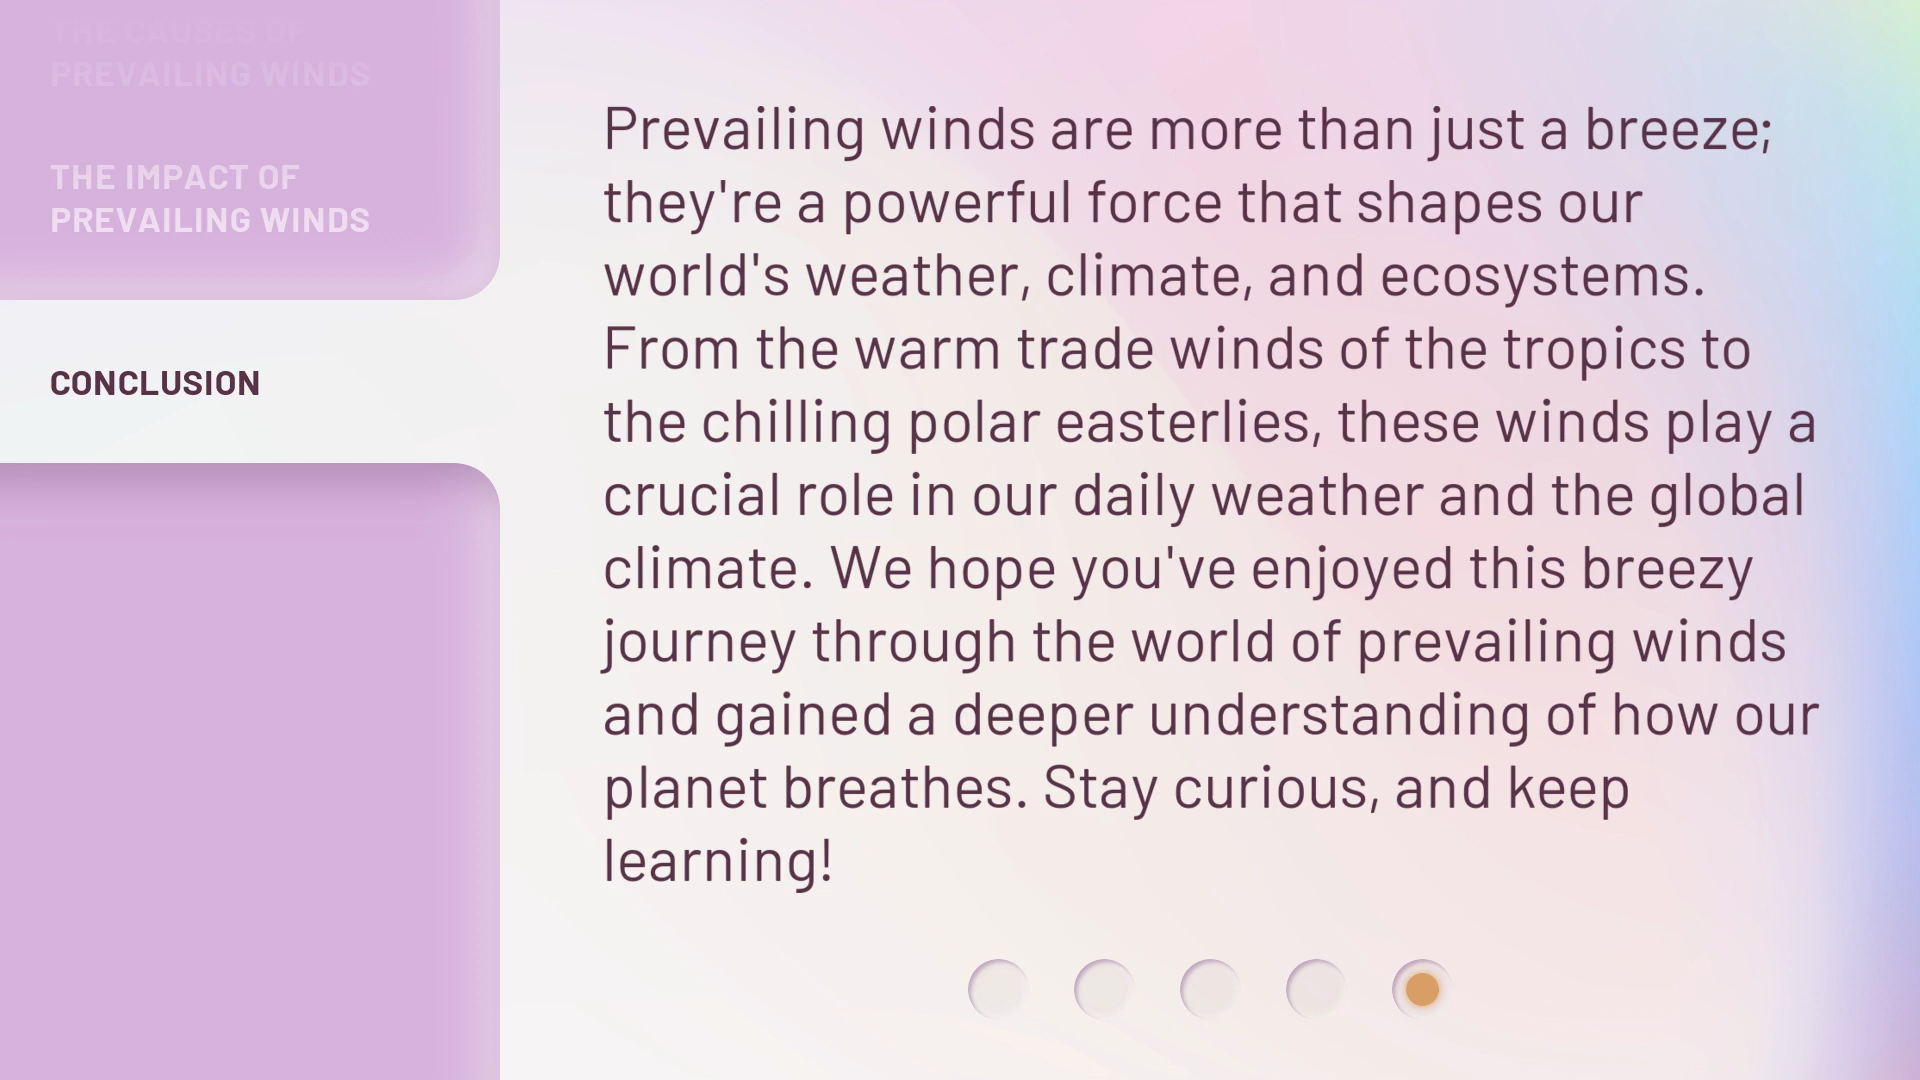 THE CAUSES OF
PREVAILING WINDS
THE IMPACT OF
PREVAILING WINDS
CONCLUSION
Prevailing winds are more than just a breeze;
they're a powerful force that shapes our
world's weather, climate, and ecosystems.
From the warm trade winds of the tropics to
the chilling polar easterlies, these winds play a
crucial role in our daily weather and the global
climate. We hope you've enjoyed this breezy
journey through the world of prevailing winds
and gained a deeper understanding of how our
planet breathes. Stay curious, and keep
learning!